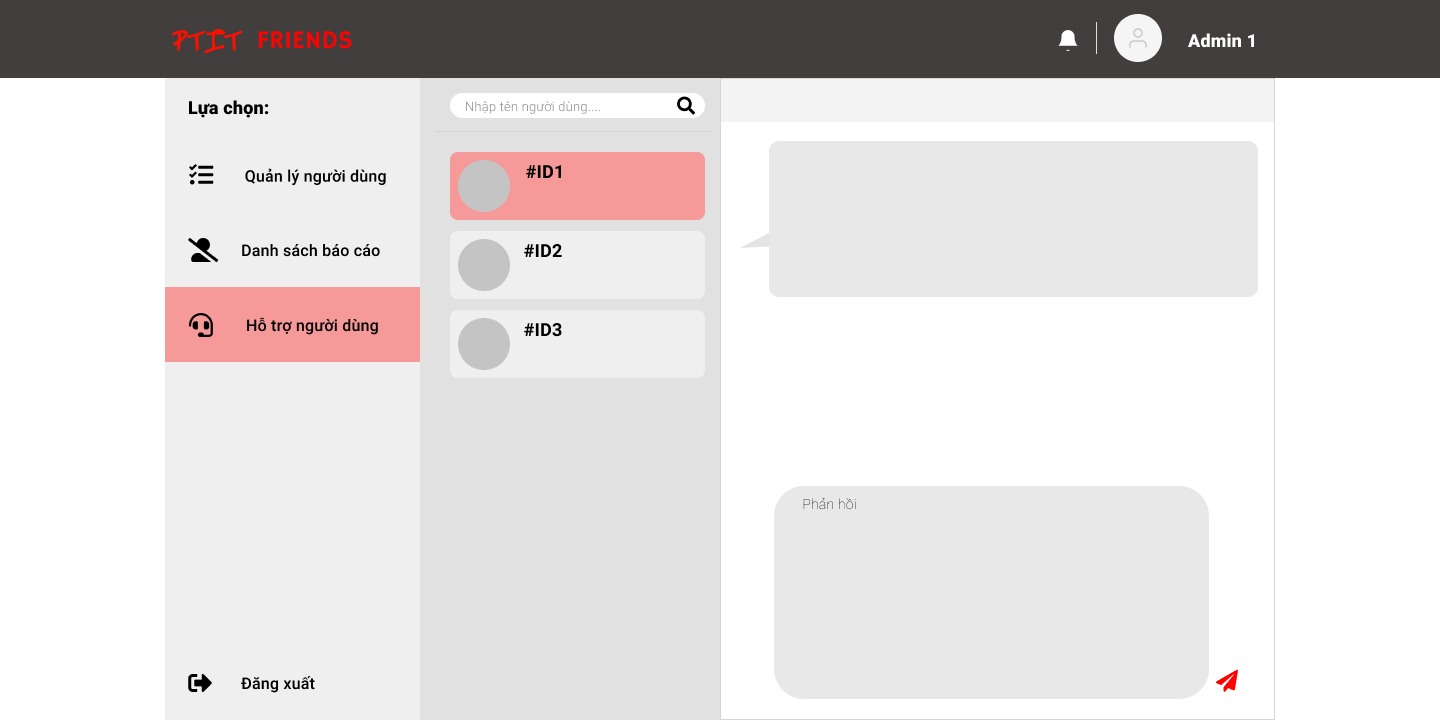 PTIT FRIENDS
Admin 1
Lựa chọn:
Quản lý người dùng
Danh sách báo cáo
Hỗ trợ người dùng
Đăng xuất
Nhập tên người dùng....
#ID1
#ID2
#ID3
Phản hồi